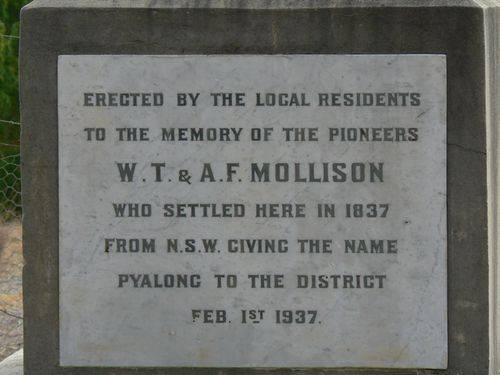 ERECTED BY THE LOCAL RESIDENTS
TO THE MEMORY OF THE PIONEERS
W.T. & A.F. MOLLISON
WHO SETTLED HERE IN 1837
FROM N.S.W. GIVING THE NAME
PYALONG TO THE DISTRICT
FEB. 1ST 1937.